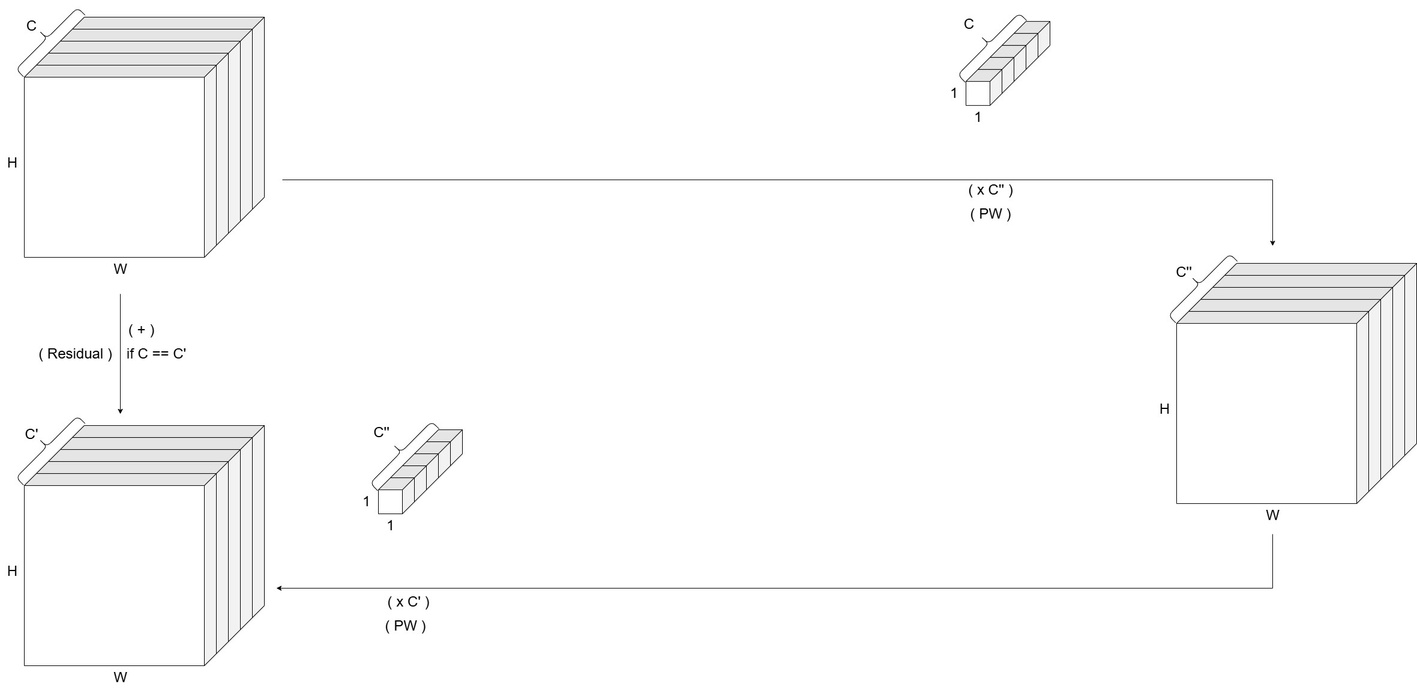 C
H
W
C
1
1
( x C'' )
( PW )
C''
H
W
( + )
( Residual )
if C == C'
C'
H
W
C''
1
1
( x C' )
( PW )